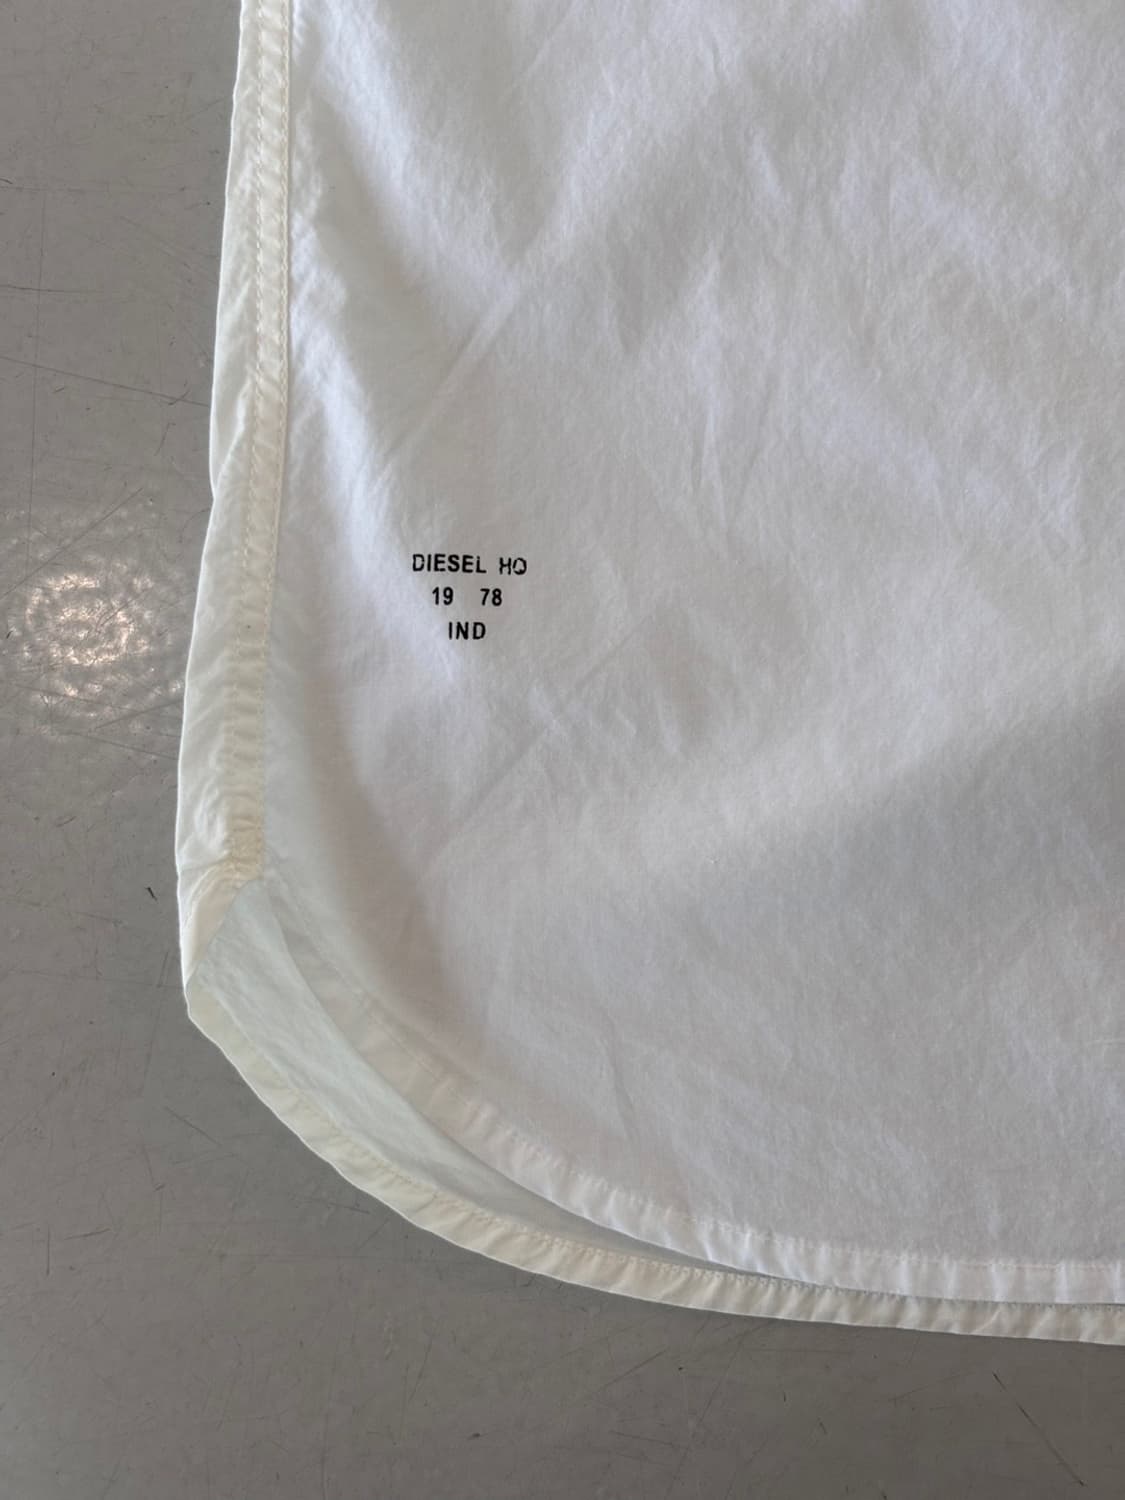 DIESEL HQ
19 78
IND